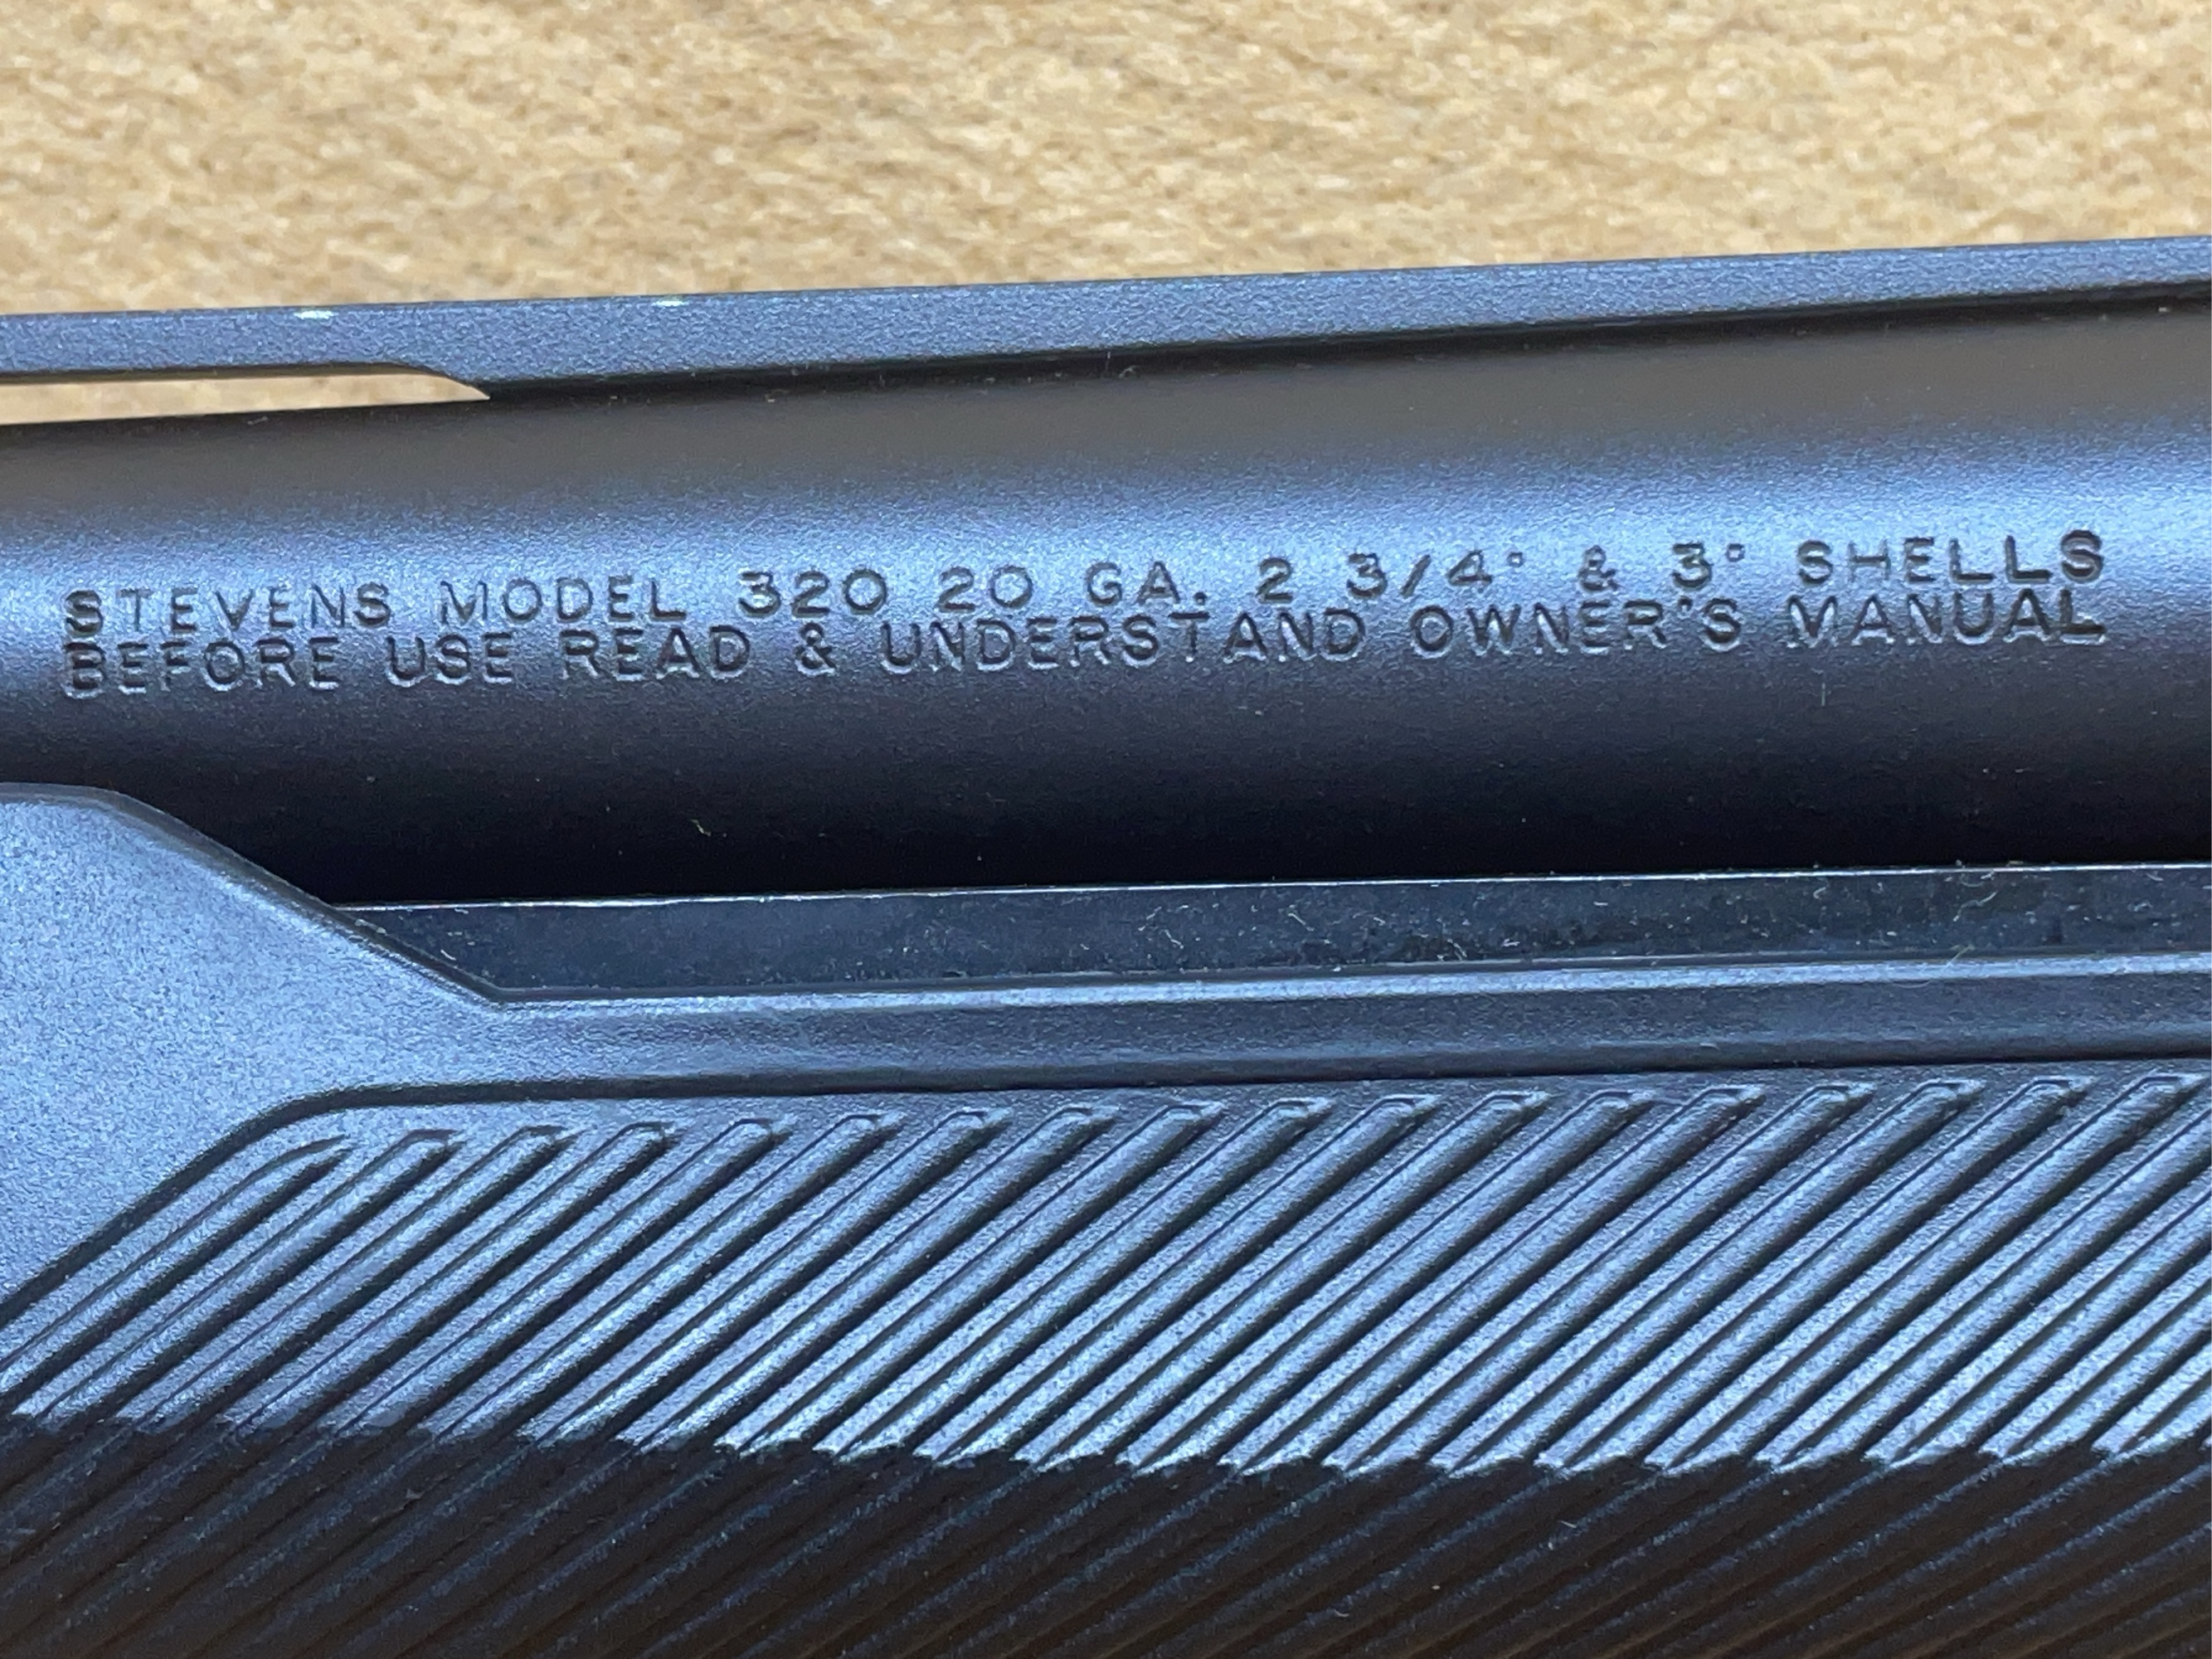 STEVENS MODEL 320 20 GA. 2 3/4" & 3" SHELLS
BEFORE USE READ & UNDERSTAND OWNER'S MANUAL